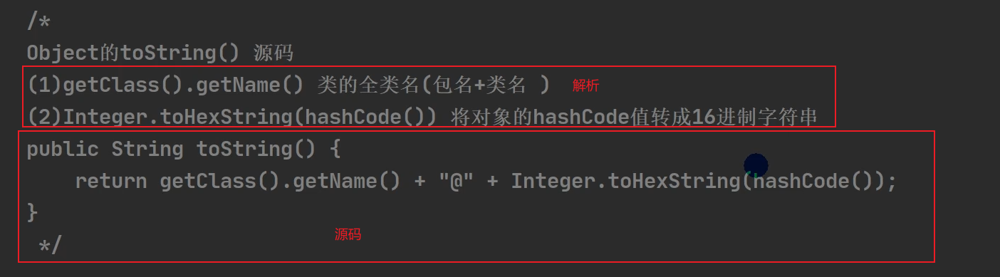 /*
Object的toString() 源码
(1)getClass().getName() 类的全类名(包名+类名 ) 解析
(2)Integer.toHexString(hashCode()) 将对象的hashCode值转成16进制字符串
public String toString() {
    return getClass().getName() + "@" + Integer.toHexString(hashCode());
}
源码
 */